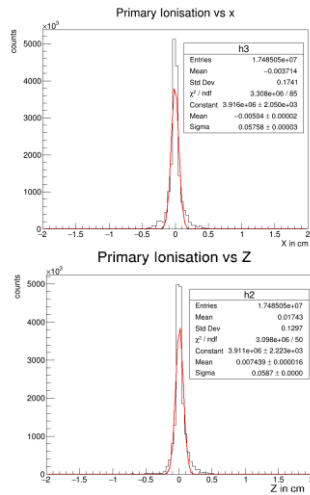 Primary Ionisation vs x
counts
×10³
5000
4000
3000
2000
1000
0
h3
Entries 1.748505e+07
Mean −0.003714
Std Dev 0.1741
χ² / ndf 3.308e+06 / 85
Constant 3.916e+06 ± 2.050e+03
Mean −0.00504 ± 0.00002
Sigma 0.05758 ± 0.00003
−2 −1.5 −1 −0.5 0 0.5 1 1.5 2
X in cm
Primary Ionisation vs Z
counts
×10³
5000
4000
3000
2000
1000
0
h2
Entries 1.748505e+07
Mean 0.01743
Std Dev 0.1297
χ² / ndf 3.098e+06 / 50
Constant 3.911e+06 ± 2.223e+03
Mean 0.007439 ± 0.000016
Sigma 0.0587 ± 0.0000
−2 −1.5 −1 −0.5 0 0.5 1 1.5 2
Z in cm